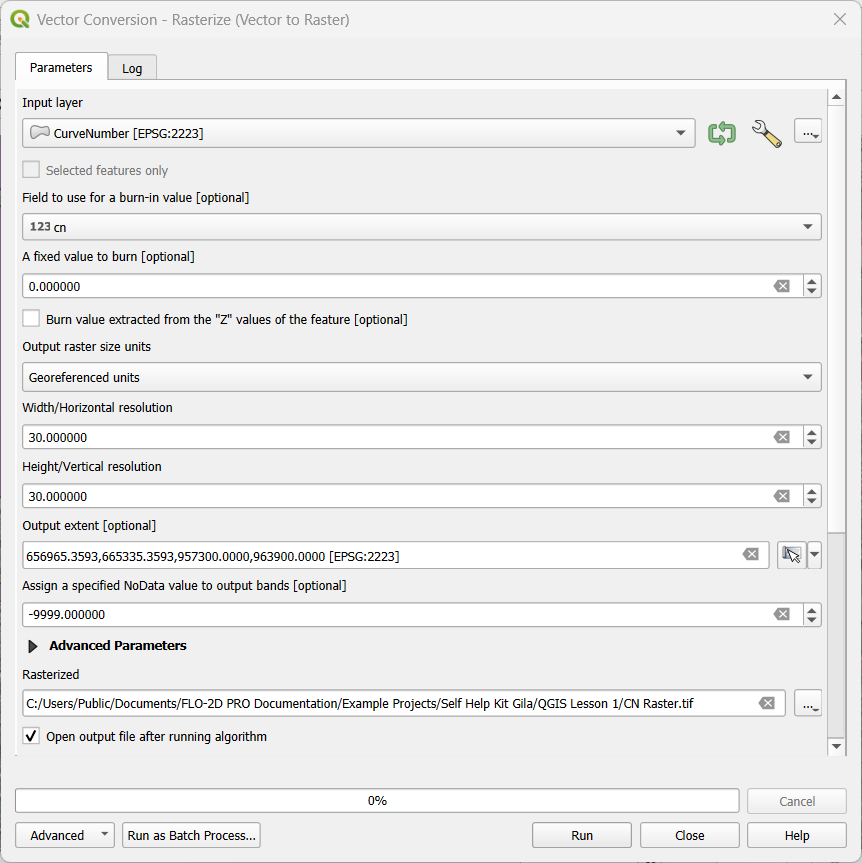 Vector Conversion - Rasterize (Vector to Raster)
Parameters
Log
Input layer
CurveNumber [EPSG:2223]
...
Selected features only
Field to use for a burn-in value [optional]
123 cn
A fixed value to burn [optional]
0.000000
Burn value extracted from the "Z" values of the feature [optional]
Output raster size units
Georeferenced units
Width/Horizontal resolution
30.000000
Height/Vertical resolution
30.000000
Output extent [optional]
656965.3593,665335.3593,957300.0000,963900.0000 [EPSG:2223]
Assign a specified NoData value to output bands [optional]
-9999.000000
Advanced Parameters
Rasterized
C:/Users/Public/Documents/FLO-2D PRO Documentation/Example Projects/Self Help Kit Gila/QGIS Lesson 1/CN Raster.tif
...
Open output file after running algorithm
0%
Cancel
Advanced
Run as Batch Process...
Run
Close
Help